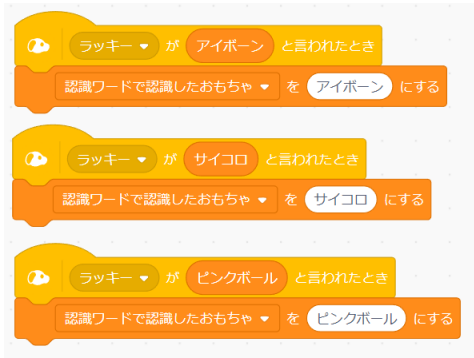 ラッキー が アイボーン と言われたとき
認識ワードで認識したおもちゃ を アイボーン にする
ラッキー が サイコロ と言われたとき
認識ワードで認識したおもちゃ を サイコロ にする
ラッキー が ピンクボール と言われたとき
認識ワードで認識したおもちゃ を ピンクボール にする